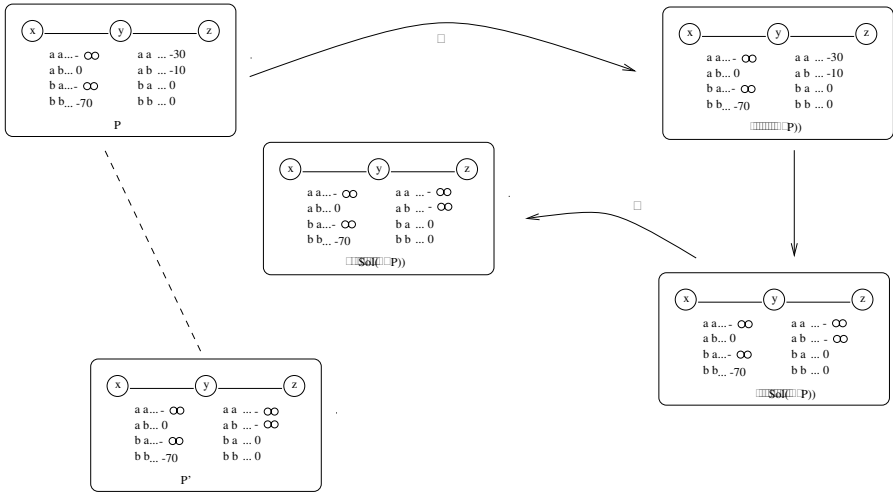 x y z
a a...- ∞ a a ... -30
a b... 0 a b ... -10
b a...- ∞ b a ... 0
b b... -70 b b ... 0
P
x y z
a a...- ∞ a a ... -30
a b... 0 a b ... -10
b a...- ∞ b a ... 0
b b... -70 b b ... 0
P))
x y z
a a...- ∞ a a ... - ∞
a b... 0 a b ... - ∞
b a...- ∞ b a ... 0
b b... -70 b b ... 0
Sol( P))
x y z
a a...- ∞ a a ... - ∞
a b... 0 a b ... - ∞
b a...- ∞ b a ... 0
b b... -70 b b ... 0
Sol( P))
x y z
a a...- ∞ a a ... - ∞
a b... 0 a b ... - ∞
b a...- ∞ b a ... 0
b b... -70 b b ... 0
P'